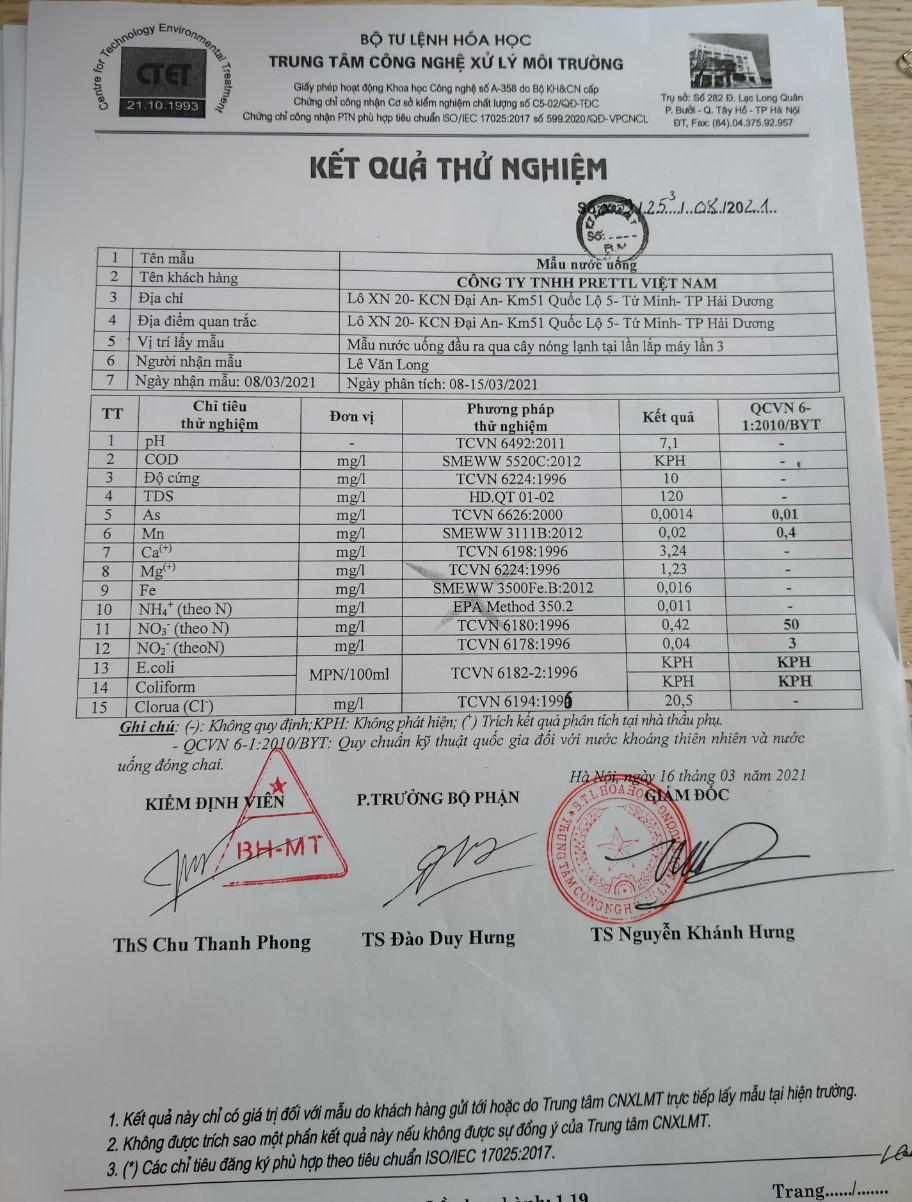 Centre for Technology Environmental Treatment
CTET
21.10.1993
BỘ TƯ LỆNH HÓA HỌC
TRUNG TÂM CÔNG NGHỆ XỬ LÝ MÔI TRƯỜNG
Giấy phép hoạt động Khoa học Công nghệ số A-358 do Bộ KH&CN cấp
Chứng chỉ công nhận Cơ sở kiểm nghiệm chất lượng số C5-02/QĐ-TĐC
Chứng chỉ công nhận PTN phù hợp tiêu chuẩn ISO/IEC 17025:2017 số 599.2020/QĐ-VPCNCL
Trụ sở: Số 282 Đ. Lạc Long Quân
P. Bưởi - Q. Tây Hồ - TP Hà Nội
ĐT, Fax: (84).04.375.92.957
KẾT QUẢ THỬ NGHIỆM
253/08/2021
Số:
B.M
1 Tên mẫu Mẫu nước uống
2 Tên khách hàng CÔNG TY TNHH PRETTL VIỆT NAM
3 Địa chỉ Lô XN 20- KCN Đại An- Km51 Quốc Lộ 5- Tứ Minh- TP Hải Dương
4 Địa điểm quan trắc Lô XN 20- KCN Đại An- Km51 Quốc Lộ 5- Tứ Minh- TP Hải Dương
5 Vị trí lấy mẫu Mẫu nước uống đầu ra qua cây nóng lạnh tại lần lắp máy lần 3
6 Người nhận mẫu Lê Văn Long
7 Ngày nhận mẫu: 08/03/2021 Ngày phân tích: 08-15/03/2021
TT Chỉ tiêu thử nghiệm Đơn vị Phương pháp thử nghiệm Kết quả QCVN 6-1:2010/BYT
1 pH - TCVN 6492:2011 7,1 -
2 COD mg/l SMEWW 5520C:2012 KPH -
3 Độ cứng mg/l TCVN 6224:1996 10 -
4 TDS mg/l HD.QT 01-02 120 -
5 As mg/l TCVN 6626:2000 0,0014 0,01
6 Mn mg/l SMEWW 3111B:2012 0,02 0,4
7 Ca(+) mg/l TCVN 6198:1996 3,24 -
8 Mg(+) mg/l TCVN 6224:1996 1,23 -
9 Fe mg/l SMEWW 3500Fe.B:2012 0,016 -
10 NH4+ (theo N) mg/l EPA Method 350.2 0,011 -
11 NO3- (theo N) mg/l TCVN 6180:1996 0,42 50
12 NO2- (theoN) mg/l TCVN 6178:1996 0,04 3
13 E.coli MPN/100ml TCVN 6182-2:1996 KPH KPH
14 Coliform KPH KPH
15 Clorua (Cl-) mg/l TCVN 6194:1996 20,5 -
Ghi chú: (-): Không quy định;KPH: Không phát hiện; (+) Trích kết quả phân tích tại nhà thầu phụ.
- QCVN 6-1:2010/BYT: Quy chuẩn kỹ thuật quốc gia đối với nước khoáng thiên nhiên và nước
uống đóng chai.
Hà Nội, ngày 16 tháng 03 năm 2021
KIỂM ĐỊNH VIÊN P.TRƯỞNG BỘ PHẬN GIÁM ĐỐC
BH-MT
B.T.L HÓA HỌC
TRUNG TÂM CÔNG NGHỆ XỬ LÝ
ThS Chu Thanh Phong TS Đào Duy Hưng TS Nguyễn Khánh Hưng
1. Kết quả này chỉ có giá trị đối với mẫu do khách hàng gửi tới hoặc do Trung tâm CNXLMT trực tiếp lấy mẫu tại hiện trường.
2. Không được trích sao một phần kết quả này nếu không được sự đồng ý của Trung tâm CNXLMT.
3. (*) Các chỉ tiêu đăng ký phù hợp theo tiêu chuẩn ISO/IEC 17025:2017.
1.19
Trang....../.......